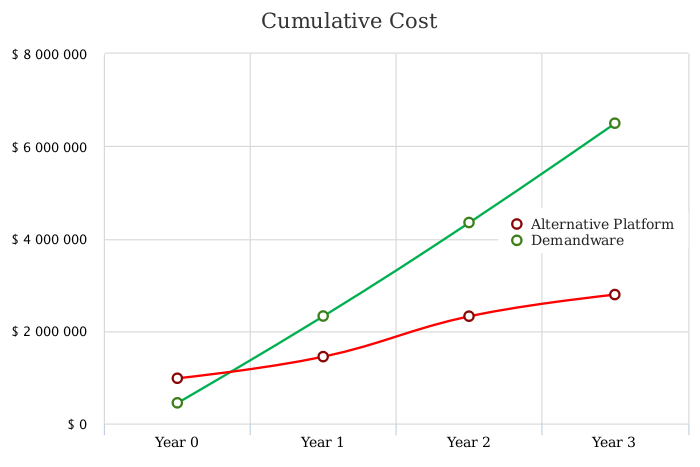 Cumulative Cost
$ 8 000 000
$ 6 000 000
$ 4 000 000
$ 2 000 000
$ 0
Alternative Platform
Demandware
Year 0
Year 1
Year 2
Year 3